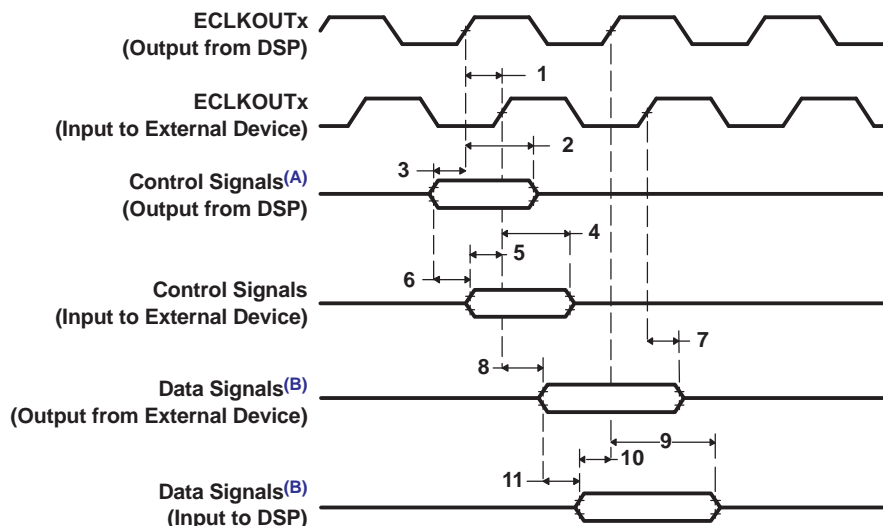 ECLKOUTx
(Output from DSP)
1
ECLKOUTx
(Input to External Device)
2
3
Control Signals(A)
(Output from DSP)
4
5
6
Control Signals
(Input to External Device)
7
8
Data Signals(B)
(Output from External Device)
9
10
11
Data Signals(B)
(Input to DSP)